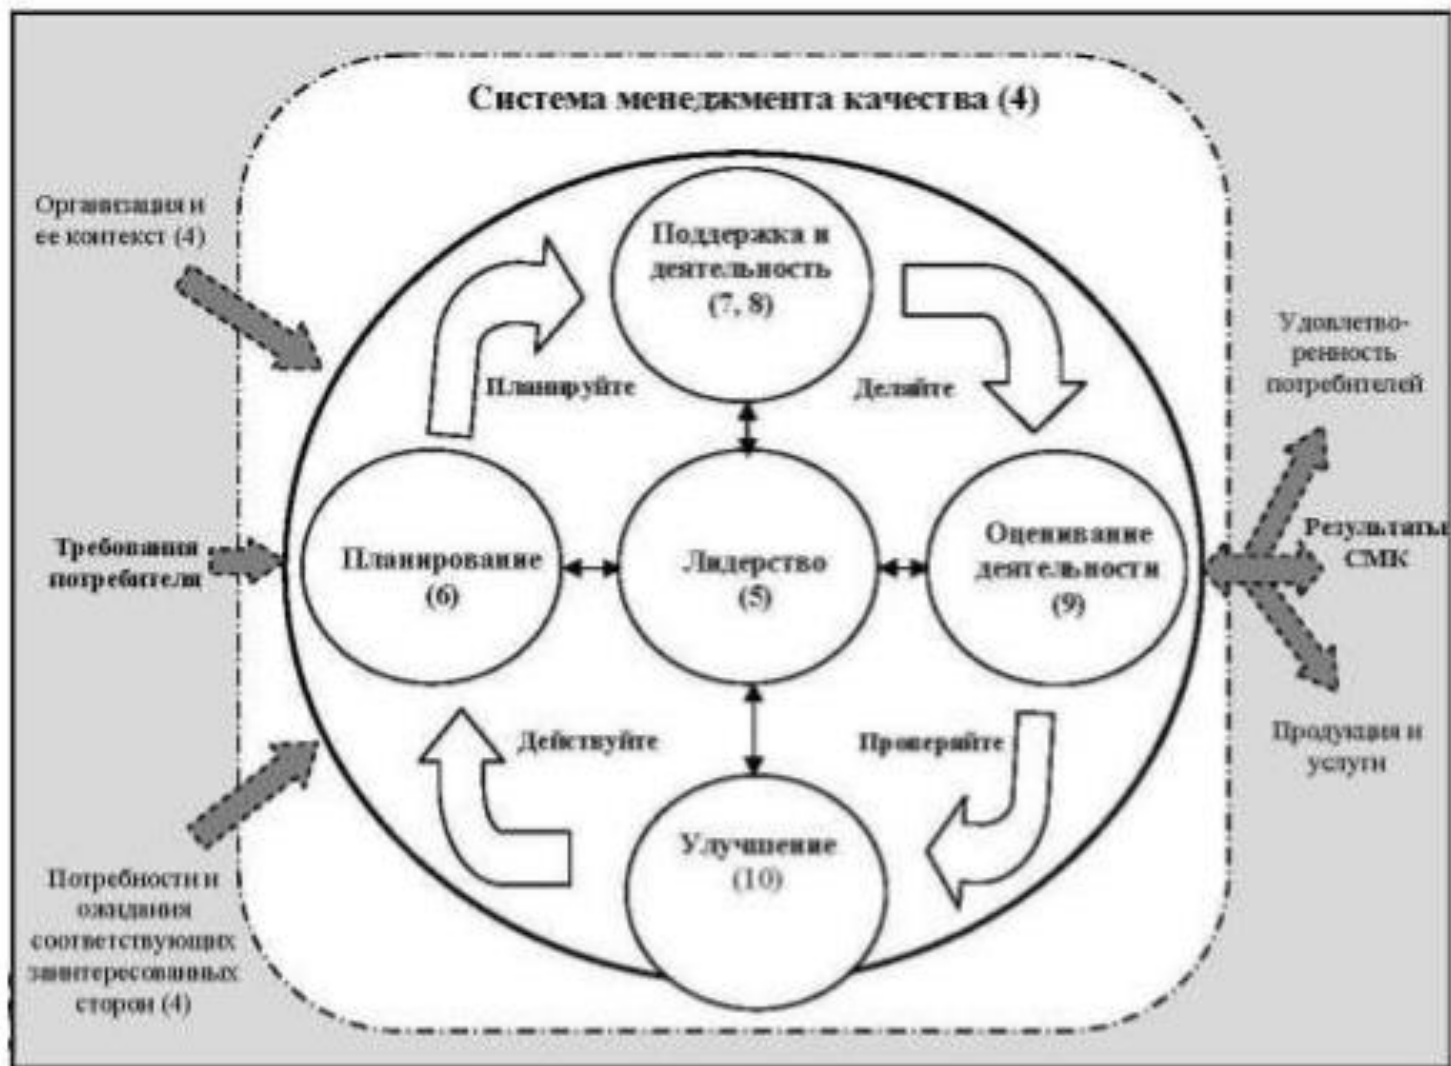 Система менеджмента качества (4)
Организация и
ее контекст (4)
Поддержка и
деятельность
(7, 8)
Планируйте
Делайте
Удовлетво-
ренность
потребителей
Требования
потребителя
Планирование
(6)
Лидерство
(5)
Оценивание
деятельности
(9)
Результаты
СМК
Действуйте
Проверяйте
Продукция и
услуги
Улучшение
(10)
Потребности и
ожидания
соответствующих
заинтересованных
сторон (4)